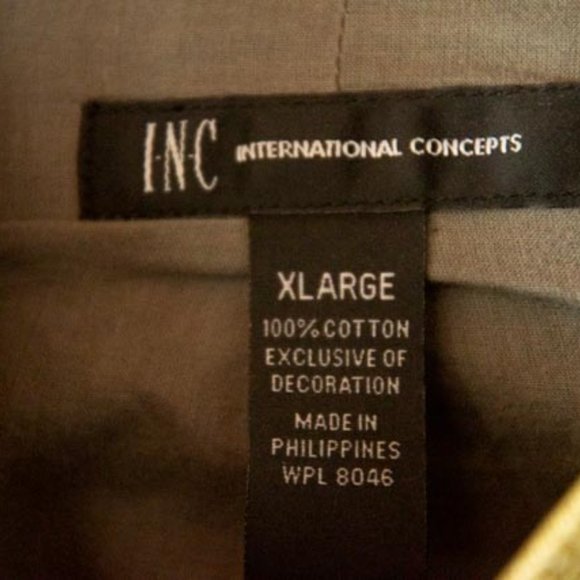 I·N·C INTERNATIONAL CONCEPTS
XLARGE
100% COTTON
EXCLUSIVE OF
DECORATION
MADE IN
PHILIPPINES
WPL 8046